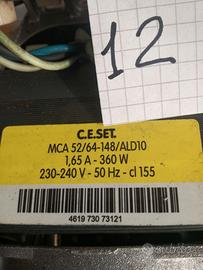 12
C.E.SET.
MCA 52/64-148/ALD10
1,65 A - 360 W
230-240 V - 50 Hz - cl 155
4619 730 73121